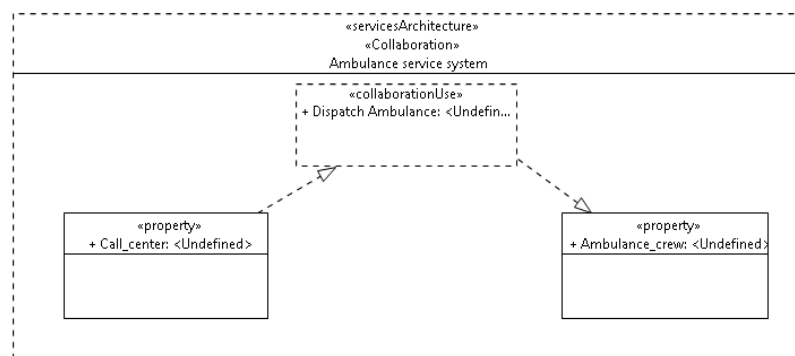 «servicesArchitecture»
«Collaboration»
Ambulance service system
«collaborationUse»
+ Dispatch Ambulance: <Undefin...
«property»
+ Call_center: <Undefined>
«property»
+ Ambulance_crew: <Undefined>